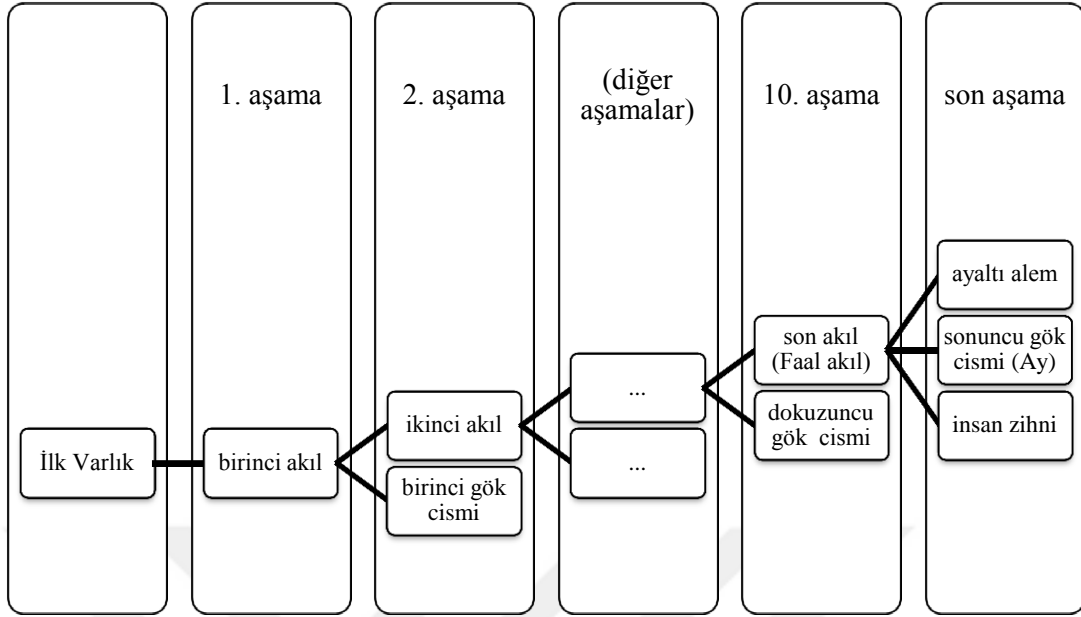 1. aşama
2. aşama
(diğer
aşamalar)
10. aşama
son aşama
İlk Varlık
birinci akıl
ikinci akıl
birinci gök
cismi
...
...
son akıl
(Faal akıl)
dokuzuncu
gök cismi
ayaltı alem
sonuncu gök
cismi (Ay)
insan zihni